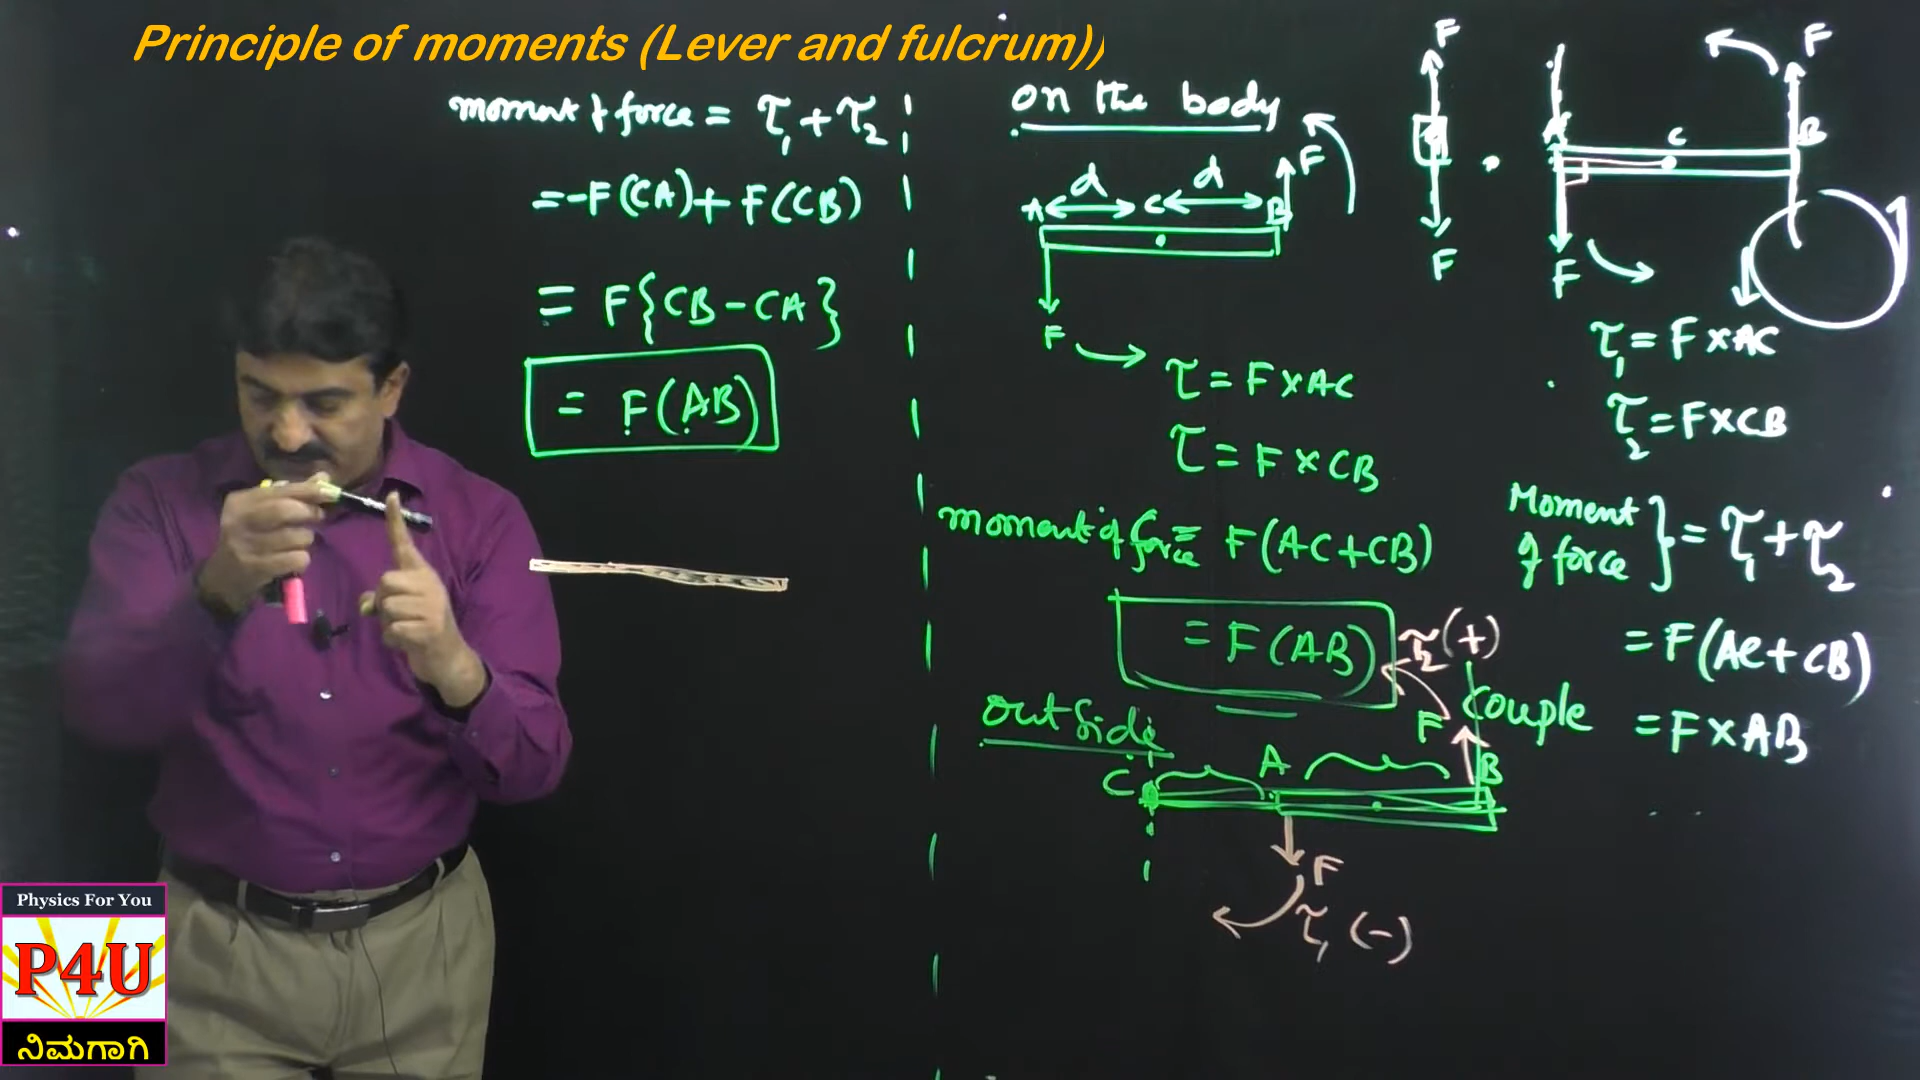 Principle of moments (Lever and fulcrum))
moment of force = τ₁ + τ₂
= -F(CA) + F(CB)
= F{CB - CA}
= F(AB)
on the body
A d C d B F
F
τ = F × AC
τ = F × CB
moment of force = F(AC + CB)
= F(AB)
Couple
out side
C A B F
τ₂ (+)
F
τ₁ (-)
F
F
A C B F
F
τ₁ = F × AC
τ₂ = F × CB
Moment of force } = τ₁ + τ₂
= F(AC + CB)
= F × AB
Physics For You
P4U
ನಿಮಗಾಗಿ